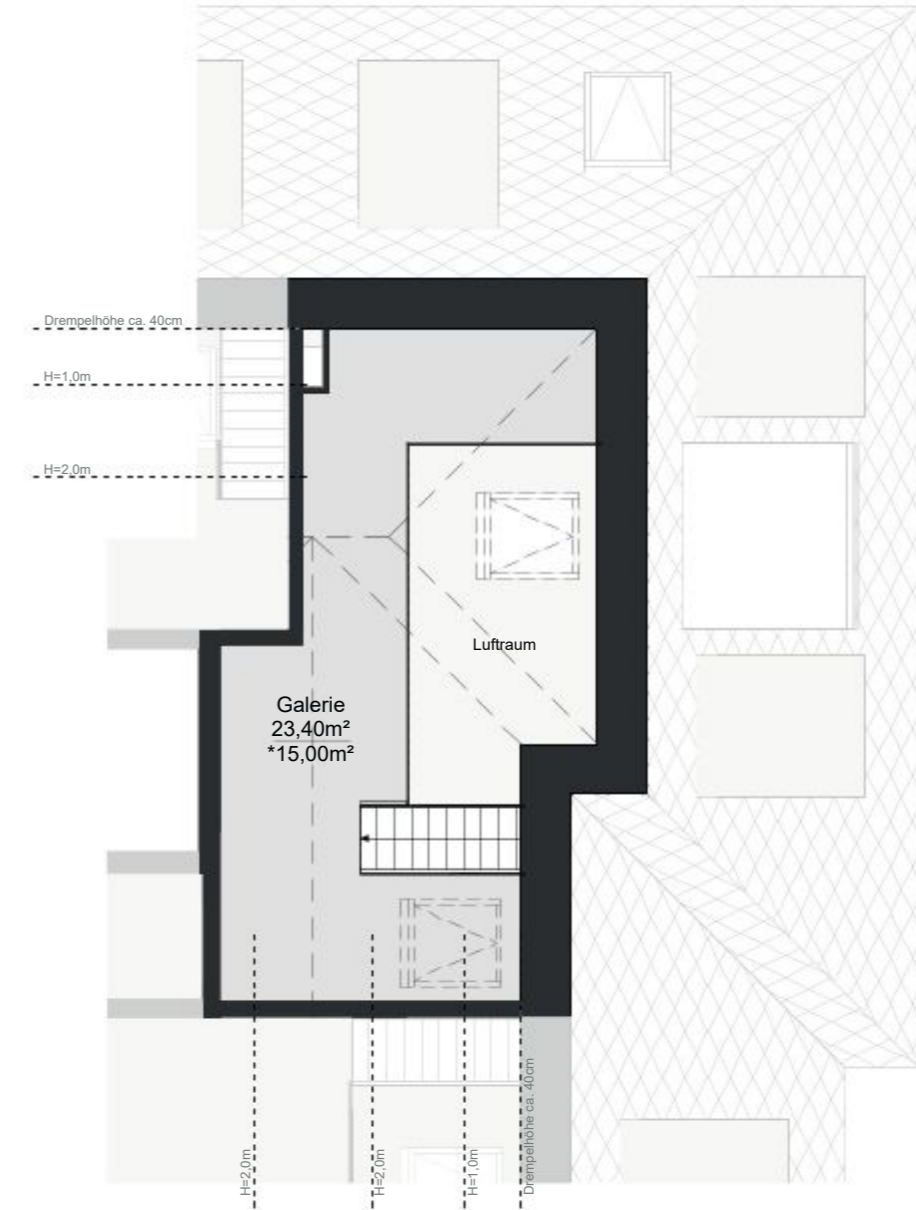 Drempelhöhe ca. 40cm
H=1,0m
H=2,0m
Luftraum
Galerie
23,40m²
*15,00m²
H=2,0m
H=2,0m
H=1,0m
Drempelhöhe ca. 40cm